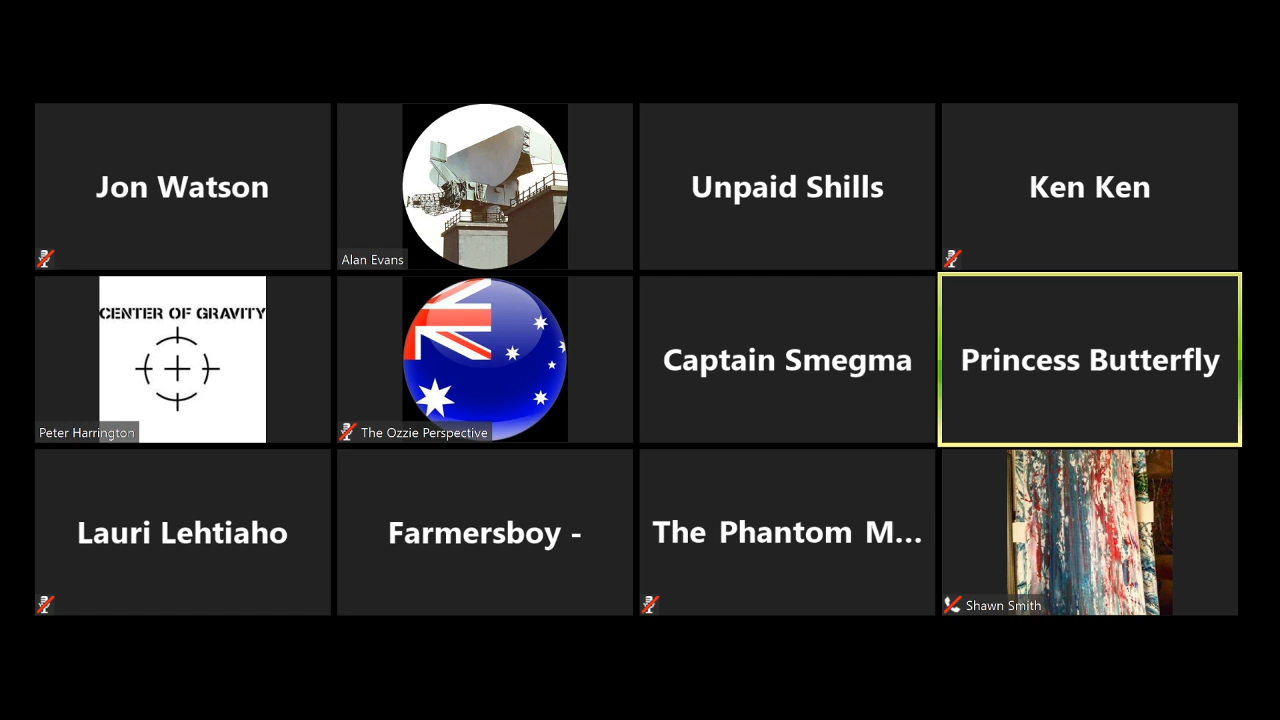 Jon Watson
Alan Evans
Unpaid Shills
Ken Ken
CENTER OF GRAVITY
Peter Harrington
The Ozzie Perspective
Captain Smegma
Princess Butterfly
Lauri Lehtiaho
Farmersboy -
The Phantom M...
Shawn Smith